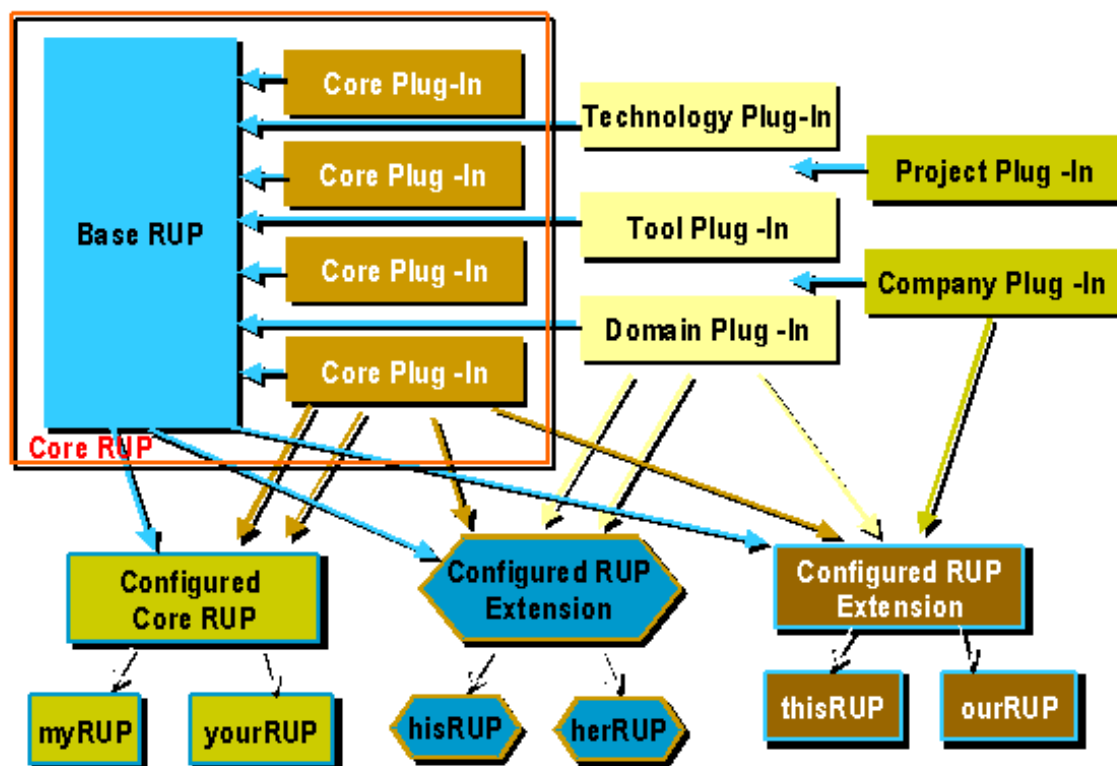 Core Plug-In
Technology Plug-In
Core Plug -In
Project Plug -In
Base RUP
Tool Plug -In
Core Plug -In
Company Plug -In
Domain Plug -In
Core Plug -In
Core RUP
Configured
Core RUP
Configured RUP
Extension
Configured RUP
Extension
myRUP
yourRUP
hisRUP
herRUP
thisRUP
ourRUP